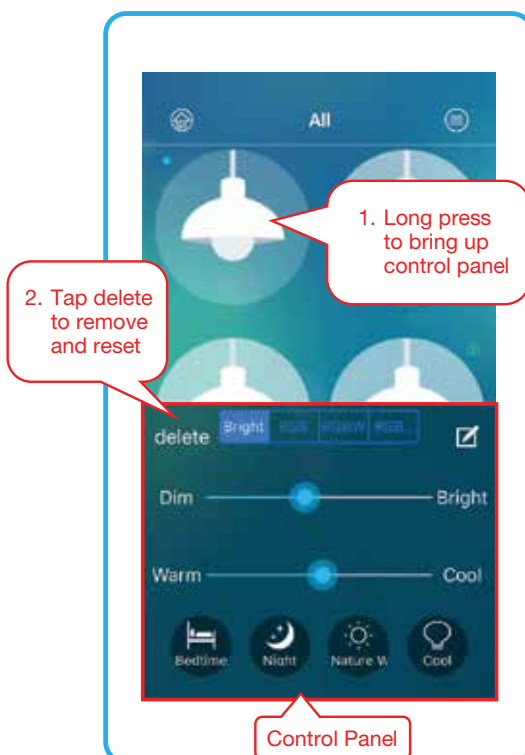 All
1. Long press
to bring up
control panel
2. Tap delete
to remove
and reset
delete
Bright
RGB
RGBW
RGB...
Dim
Bright
Warm
Cool
Bedtime
Night
Nature W
Cool
Control Panel